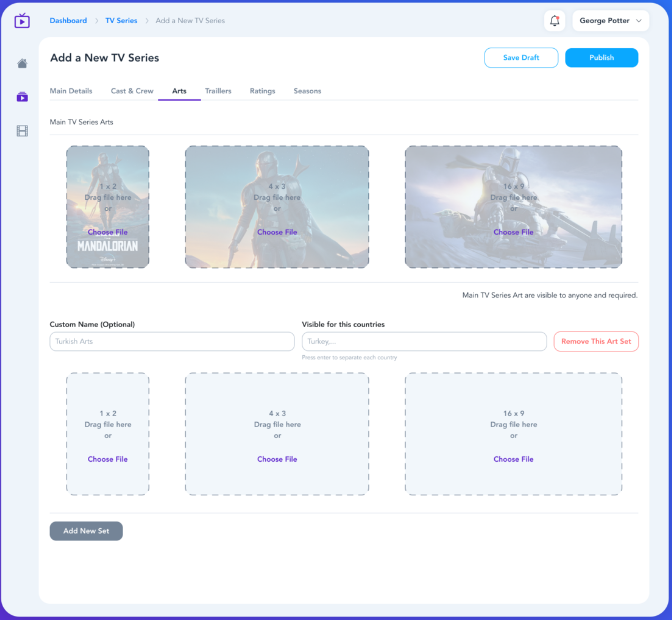 Dashboard > TV Series > Add a New TV Series
George Potter
Add a New TV Series
Save Draft
Publish
Main Details
Cast & Crew
Arts
Traillers
Ratings
Seasons
Main TV Series Arts
1 x 2
Drag file here
or
Choose File
MANDALORIAN
Disney+
4 x 3
Drag file here
or
Choose File
16 x 9
Drag file here
or
Choose File
Main TV Series Art are visible to anyone and required.
Custom Name (Optional)
Turkish Arts
Visible for this countries
Turkey,...
Press enter to separate each country
Remove This Art Set
1 x 2
Drag file here
or
Choose File
4 x 3
Drag file here
or
Choose File
16 x 9
Drag file here
or
Choose File
Add New Set